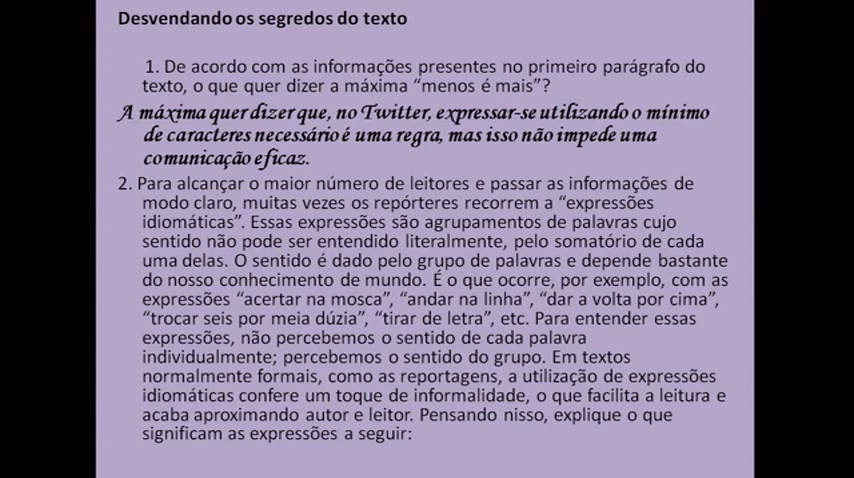 Desvendando os segredos do texto
1. De acordo com as informações presentes no primeiro parágrafo do
texto, o que quer dizer a máxima “menos é mais”?
A máxima quer dizer que, no Twitter, expressar-se utilizando o mínimo
de caracteres necessário é uma regra, mas isso não impede uma
comunicação eficaz.
2. Para alcançar o maior número de leitores e passar as informações de
modo claro, muitas vezes os repórteres recorrem a “expressões
idiomáticas”. Essas expressões são agrupamentos de palavras cujo
sentido não pode ser entendido literalmente, pelo somatório de cada
uma delas. O sentido é dado pelo grupo de palavras e depende bastante
do nosso conhecimento de mundo. É o que ocorre, por exemplo, com as
expressões “acertar na mosca”, “andar na linha”, “dar a volta por cima”,
“trocar seis por meia dúzia”, “tirar de letra”, etc. Para entender essas
expressões, não percebemos o sentido de cada palavra
individualmente; percebemos o sentido do grupo. Em textos
normalmente formais, como as reportagens, a utilização de expressões
idiomáticas confere um toque de informalidade, o que facilita a leitura e
acaba aproximando autor e leitor. Pensando nisso, explique o que
significam as expressões a seguir: